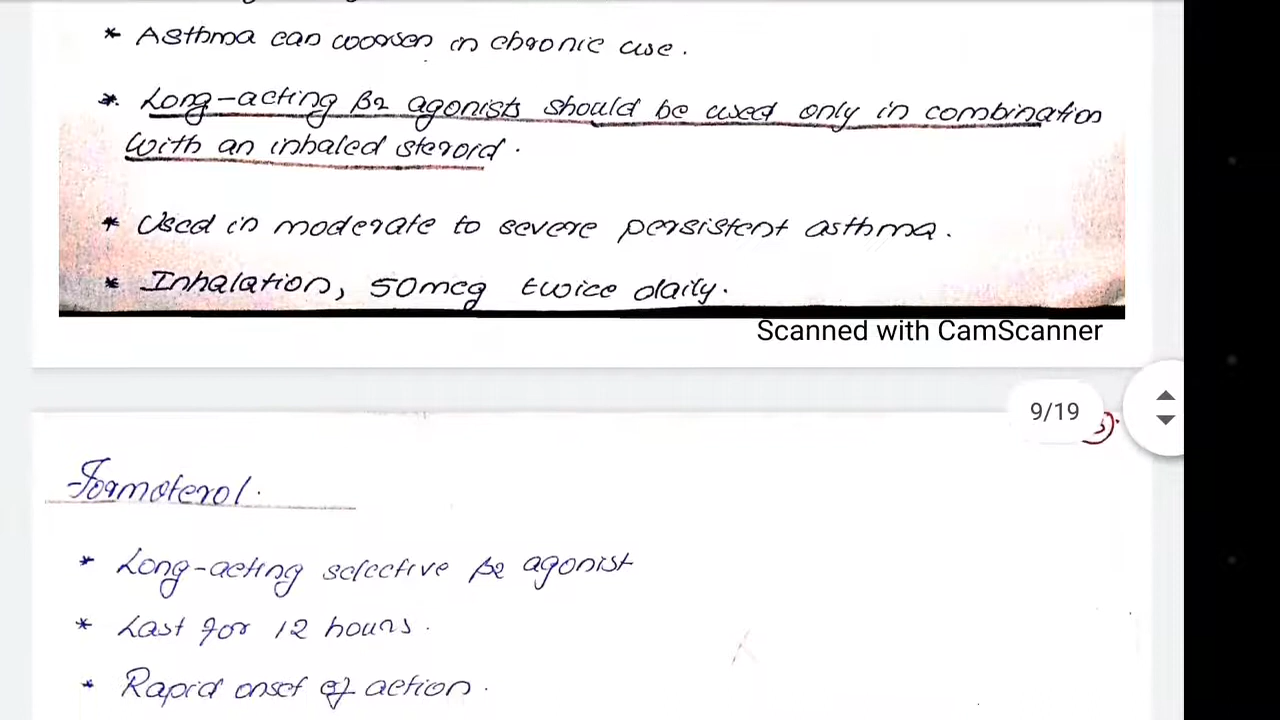 * Asthma can woorsen in chronic use.
* Long-acting β2 agonists should be used only in combination
with an inhaled steroid.
* Used in moderate to severe persistent asthma.
* Inhalation, 50mcg twice daily.
Scanned with CamScanner
9/19
Formoterol.
* Long-acting selective β2 agonist
* Last for 12 hours.
* Rapid onset of action.